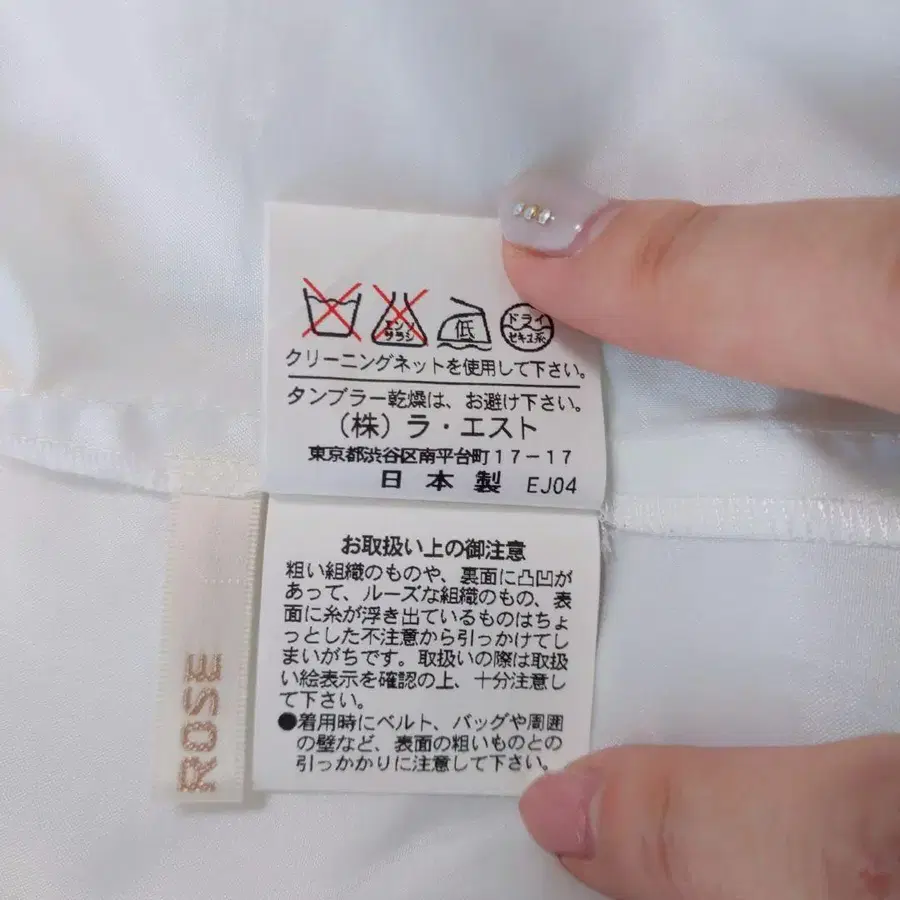 エンソ
サラシ
低
ドライ
セキユ系
クリーニングネットを使用して下さい。
タンブラー乾燥は、お避け下さい。
（株）ラ・エスト
東京都渋谷区南平台町17-17
日本製 EJ04
お取扱い上の御注意
粗い組織のものや、裏面に凸凹が
あって、ルーズな組織のもの、表
面に糸が浮き出ているものはちょ
っとした不注意から引っかけてし
まいがちです。取扱いの際は取扱
い絵表示を確認の上、十分注意し
て下さい。
●着用時にベルト、バッグや周囲
の壁など、表面の粗いものとの
引っかかりに注意して下さい。
ROSE